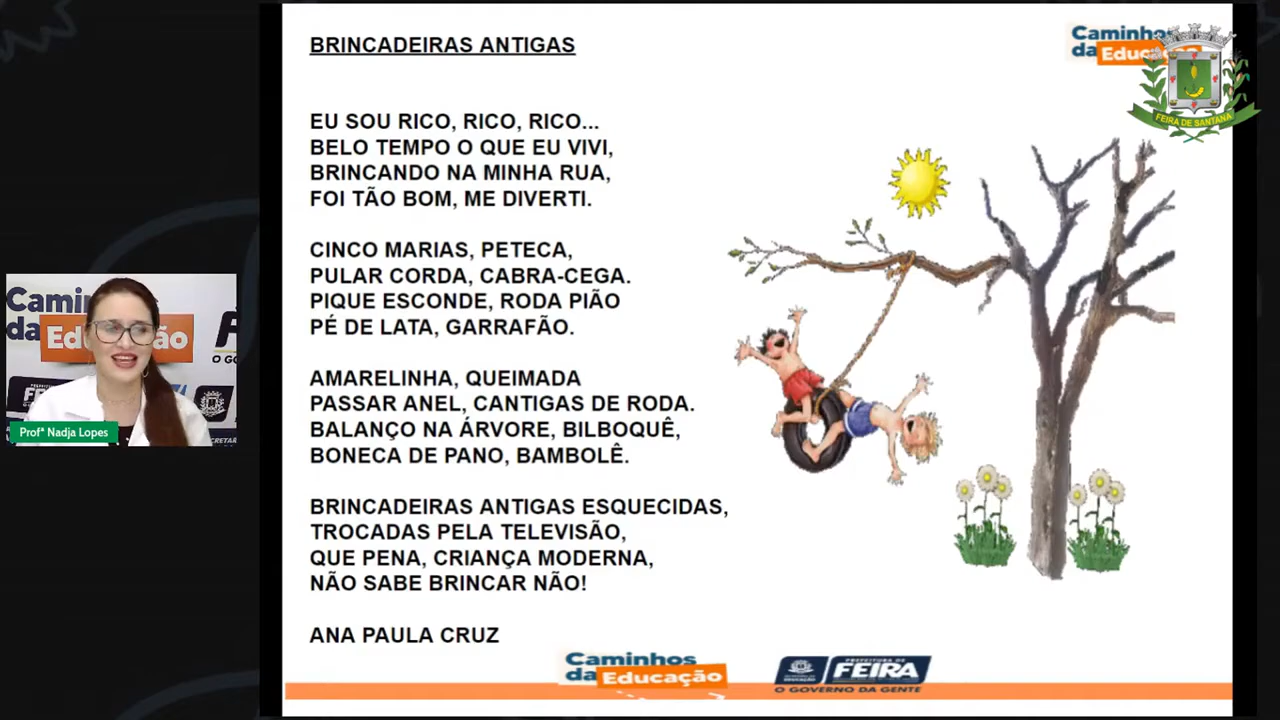 BRINCADEIRAS ANTIGAS
Caminhos
da Educação
FEIRA DE SANTANA
EU SOU RICO, RICO, RICO...
BELO TEMPO O QUE EU VIVI,
BRINCANDO NA MINHA RUA,
FOI TÃO BOM, ME DIVERTI.
CINCO MARIAS, PETECA,
PULAR CORDA, CABRA-CEGA.
PIQUE ESCONDE, RODA PIÃO
PÉ DE LATA, GARRAFÃO.
AMARELINHA, QUEIMADA
PASSAR ANEL, CANTIGAS DE RODA.
BALANÇO NA ÁRVORE, BILBOQUÊ,
BONECA DE PANO, BAMBOLÊ.
BRINCADEIRAS ANTIGAS ESQUECIDAS,
TROCADAS PELA TELEVISÃO,
QUE PENA, CRIANÇA MODERNA,
NÃO SABE BRINCAR NÃO!
ANA PAULA CRUZ
Profª Nadja Lopes
Caminhos
da Educação
PREFEITURA DE
FEIRA
O GOVERNO DA GENTE